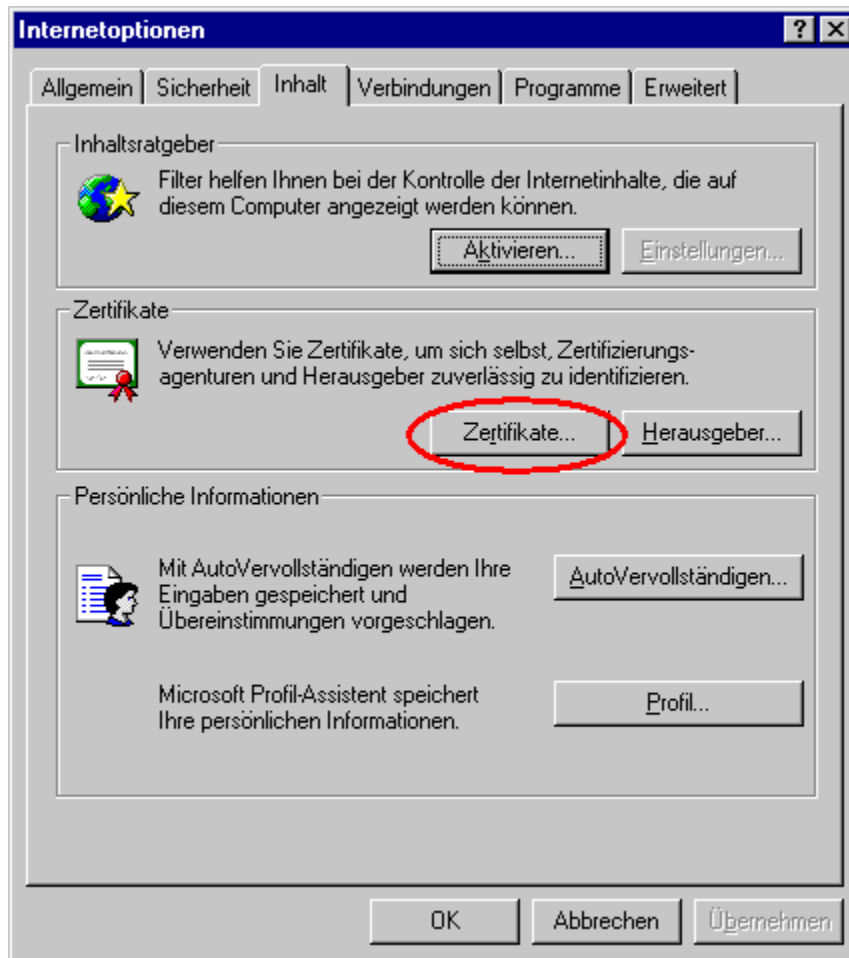 Internetoptionen
Allgemein Sicherheit Inhalt Verbindungen Programme Erweitert
Inhaltsratgeber
Filter helfen Ihnen bei der Kontrolle der Internetinhalte, die auf
diesem Computer angezeigt werden können.
Aktivieren... Einstellungen...
Zertifikate
Verwenden Sie Zertifikate, um sich selbst, Zertifizierungs-
agenturen und Herausgeber zuverlässig zu identifizieren.
Zertifikate... Herausgeber...
Persönliche Informationen
Mit AutoVervollständigen werden Ihre
Eingaben gespeichert und
Übereinstimmungen vorgeschlagen.
AutoVervollständigen...
Microsoft Profil-Assistent speichert
Ihre persönlichen Informationen.
Profil...
OK Abbrechen Übernehmen